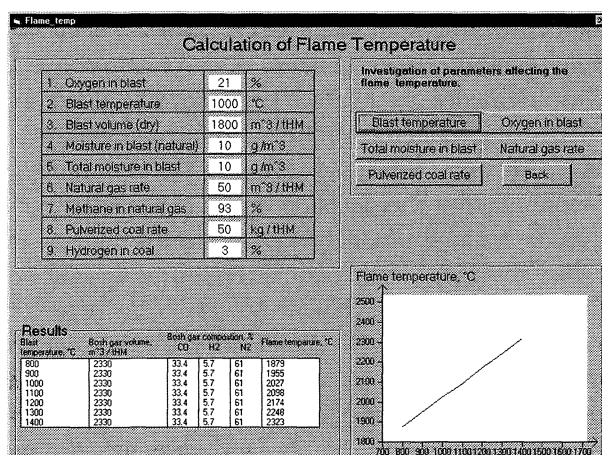 Flame_temp
Calculation of Flame Temperature
1. Oxygen in blast 21 %
2. Blast temperature 1000 °C
3. Blast volume (dry) 1800 m^3 / tHM
4. Moisture in blast (natural) 10 g/m^3
5. Total moisture in blast 10 g/m^3
6. Natural gas rate 50 m^3 / tHM
7. Methane in natural gas 93 %
8. Pulverized coal rate 50 kg / tHM
9. Hydrogen in coal 3 %
Investigation of parameters affecting the
flame temperature.
Blast temperature Oxygen in blast
Total moisture in blast Natural gas rate
Pulverized coal rate Back
Results
Blast temperature, °C Bosh gas volume, m^3 / tHM Bosh gas composition, % CO H2 N2 Flame temparure, °C
800 2330 33.4 5.7 61 1879
900 2330 33.4 5.7 61 1955
1000 2330 33.4 5.7 61 2027
1100 2330 33.4 5.7 61 2098
1200 2330 33.4 5.7 61 2174
1300 2330 33.4 5.7 61 2248
1400 2330 33.4 5.7 61 2323
Flame temperature, °C
2500
2400
2300
2200
2100
2000
1900
1800
700 800 900 1000 1100 1200 1300 1400 1500 1600 1700